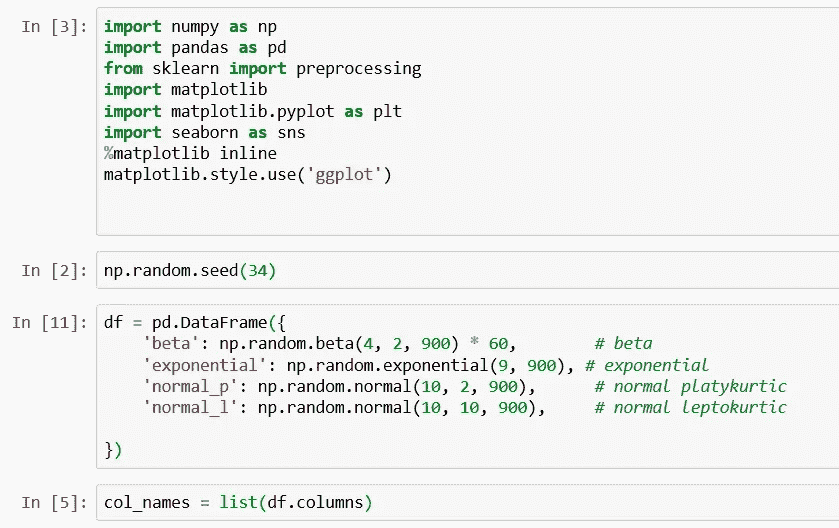 In [3]: import numpy as np
import pandas as pd
from sklearn import preprocessing
import matplotlib
import matplotlib.pyplot as plt
import seaborn as sns
%matplotlib inline
matplotlib.style.use('ggplot')
In [2]: np.random.seed(34)
In [11]: df = pd.DataFrame({
    'beta': np.random.beta(4, 2, 900) * 60,        # beta
    'exponential': np.random.exponential(9, 900), # exponential
    'normal_p': np.random.normal(10, 2, 900),      # normal platykurtic
    'normal_l': np.random.normal(10, 10, 900),     # normal leptokurtic
})
In [5]: col_names = list(df.columns)